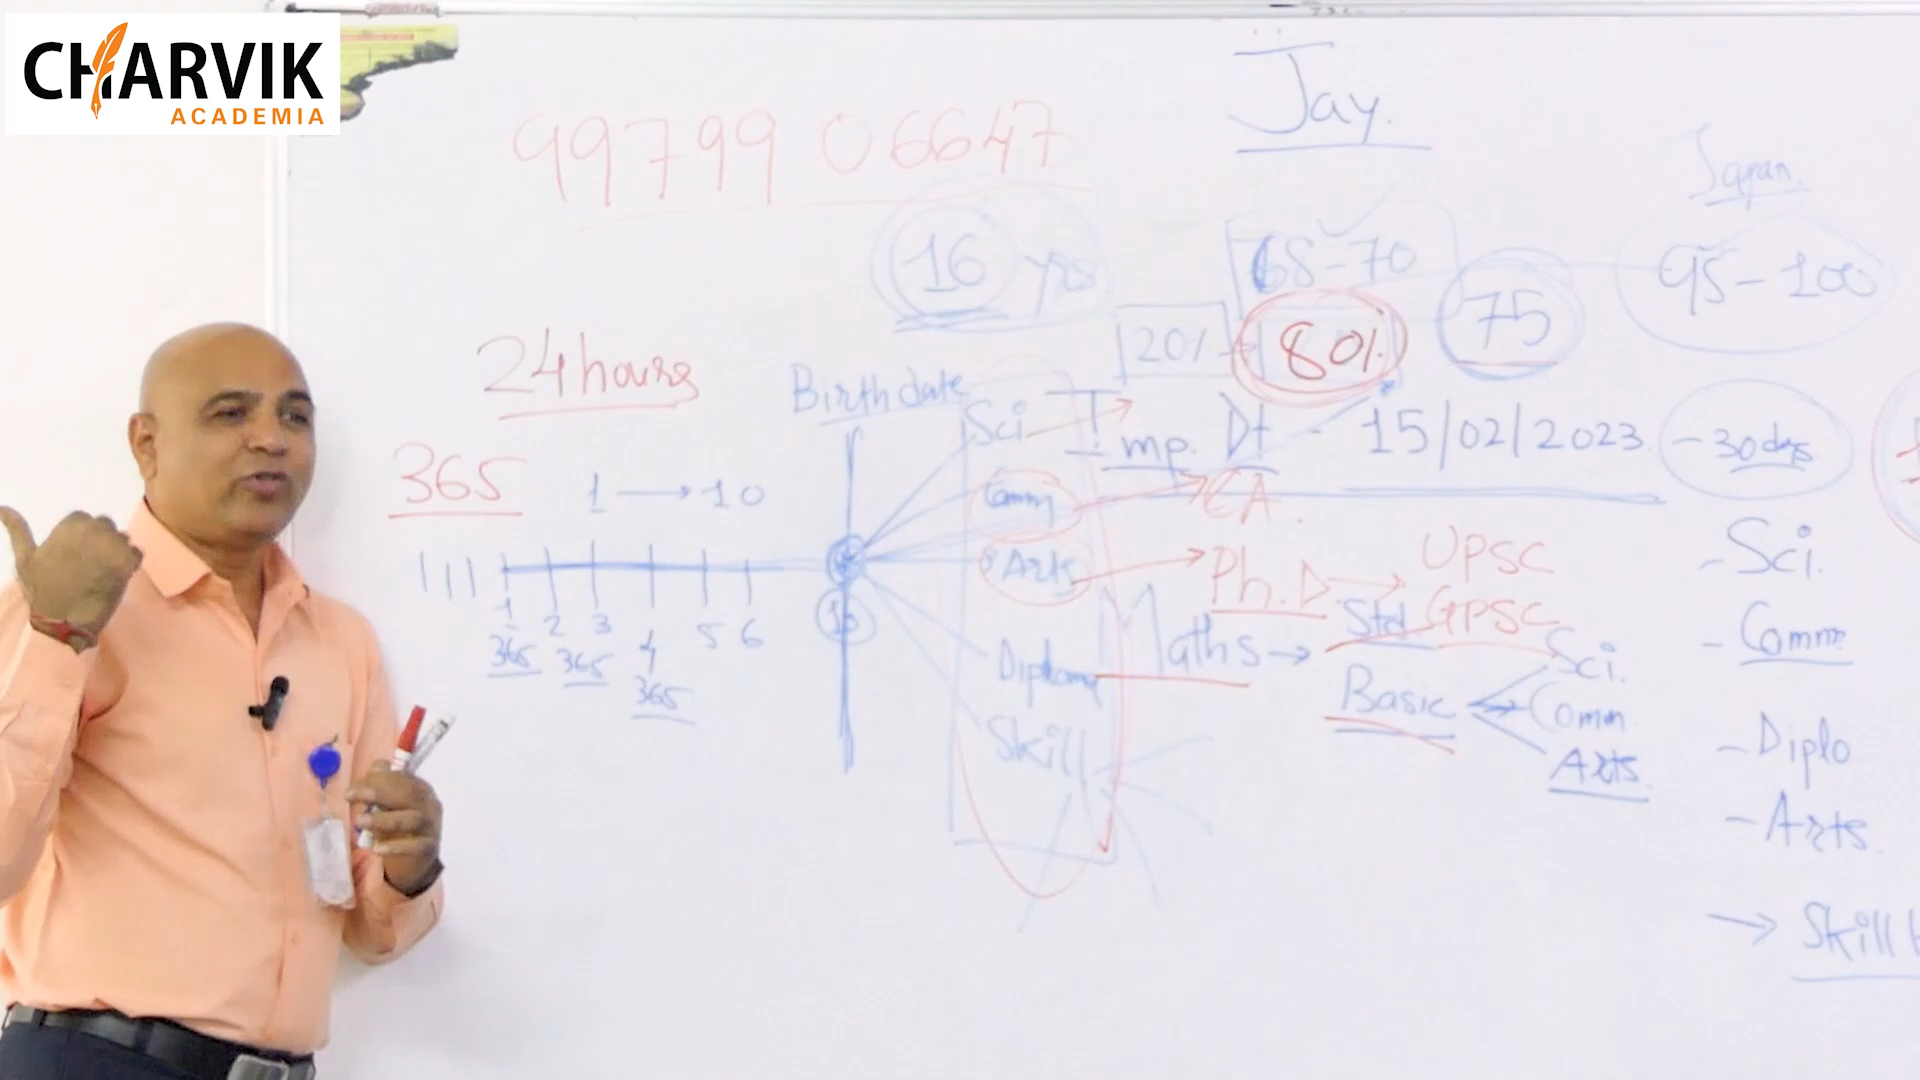 CHARVIK
ACADEMIA
Jay.
99799 06647
Japan.
16 yrs
68-70
95-100
75
20%
80%
24 hours
Birthdate
Sci
Imp. Dt - 15/02/2023
-30 days
365
1 → 10
Comm
CA.
Arts
Ph.D
UPSC
GPSC
1 2 3 4 5 6
365 365 365
Diploma
Skill
Maths →
Std
Basic
Sci.
Comm
Arts.
- Sci.
- Comm
- Diplo
- Arts.
→ Skill